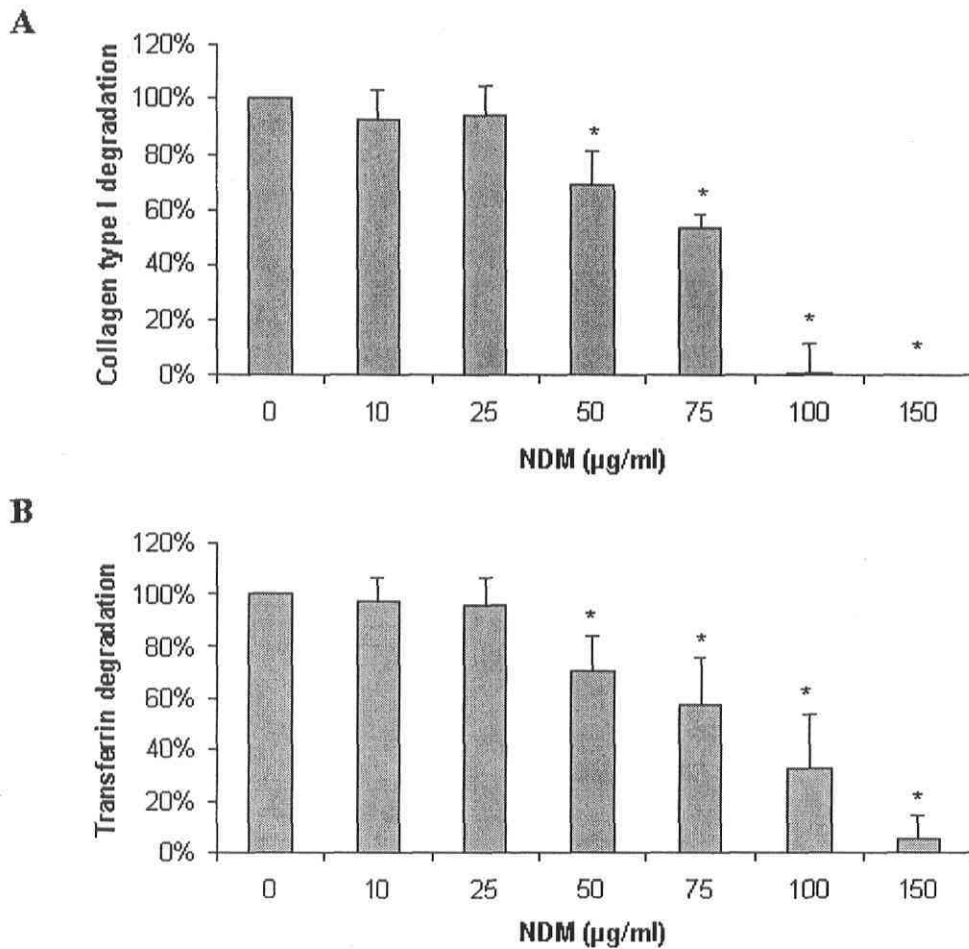 A
120%
100%
80%
60%
40%
20%
0%
Collagen type I degradation
* * * *
0 10 25 50 75 100 150
NDM (µg/ml)
B
120%
100%
80%
60%
40%
20%
0%
Transferrin degradation
* * * *
0 10 25 50 75 100 150
NDM (µg/ml)